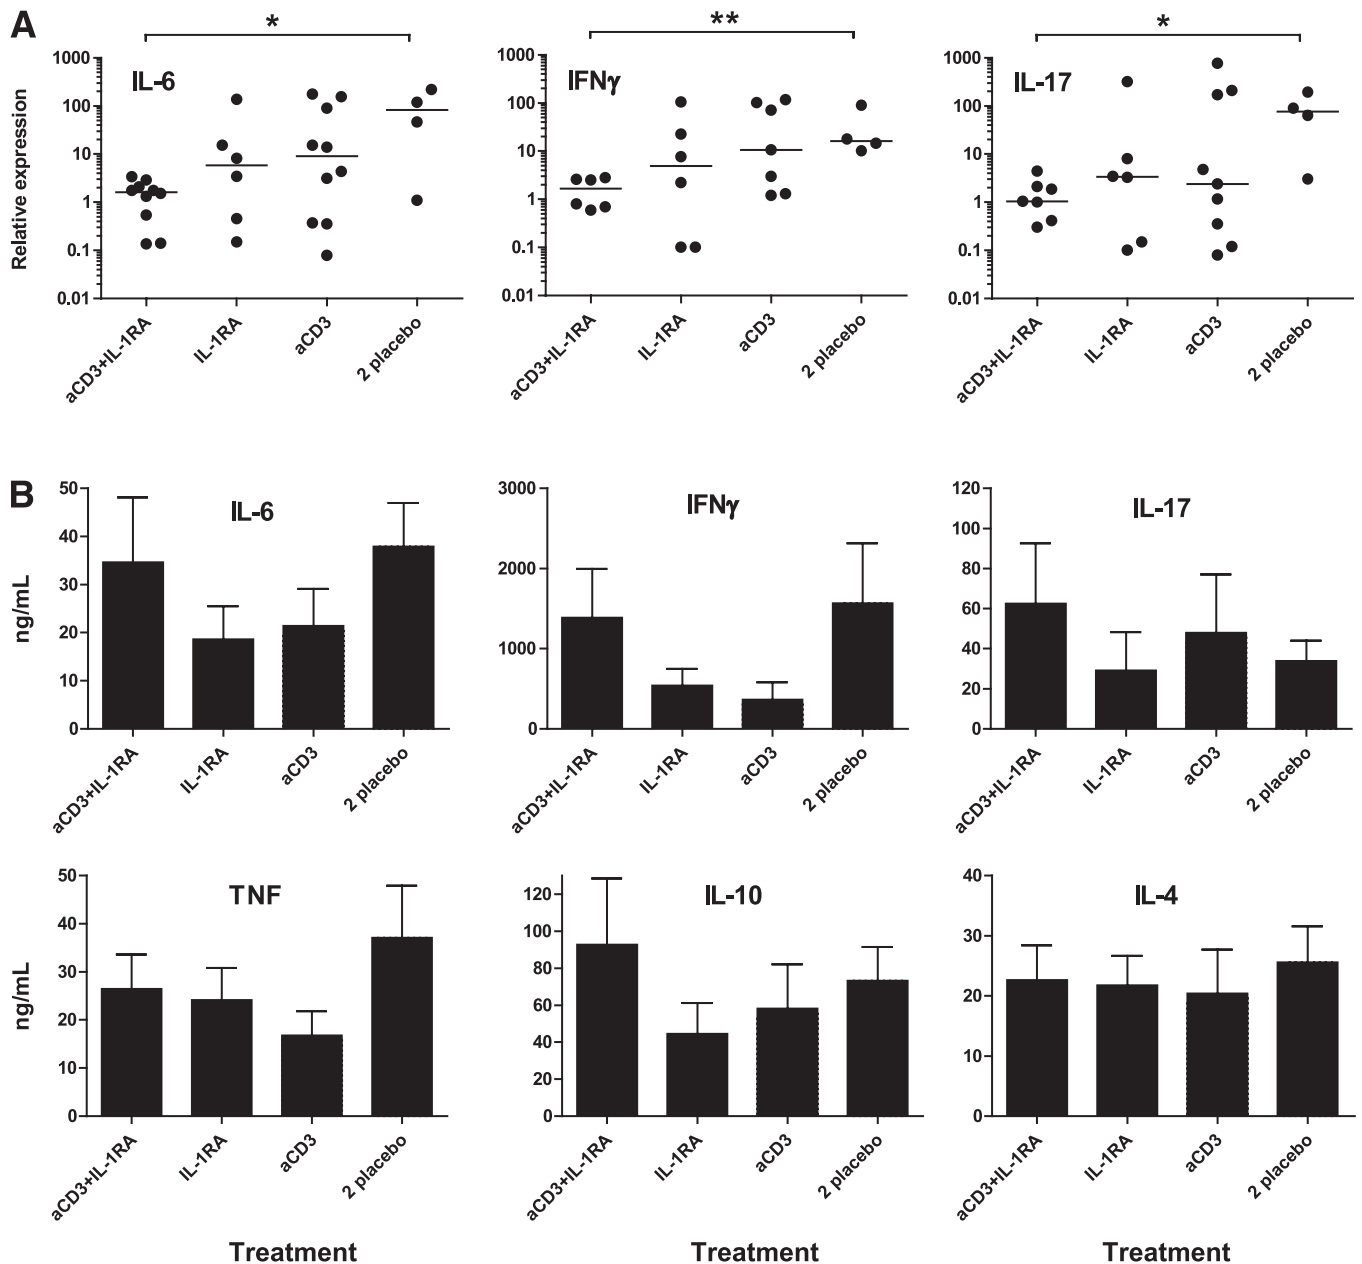 A
*
**
*
IL-6
IFNγ
IL-17
Relative expression
1000
100
10
1
0.1
0.01
aCD3+IL-1RA
IL-1RA
aCD3
2 placebo
1000
100
10
1
0.1
0.01
aCD3+IL-1RA
IL-1RA
aCD3
2 placebo
1000
100
10
1
0.1
0.01
aCD3+IL-1RA
IL-1RA
aCD3
2 placebo
B
IL-6
ng/mL
50
40
30
20
10
0
aCD3+IL-1RA
IL-1RA
aCD3
2 placebo
IFNγ
3000
2000
1000
0
aCD3+IL-1RA
IL-1RA
aCD3
2 placebo
IL-17
120
100
80
60
40
20
0
aCD3+IL-1RA
IL-1RA
aCD3
2 placebo
TNF
ng/mL
50
40
30
20
10
0
aCD3+IL-1RA
IL-1RA
aCD3
2 placebo
Treatment
IL-10
120
100
80
60
40
20
0
aCD3+IL-1RA
IL-1RA
aCD3
2 placebo
Treatment
IL-4
40
30
20
10
0
aCD3+IL-1RA
IL-1RA
aCD3
2 placebo
Treatment